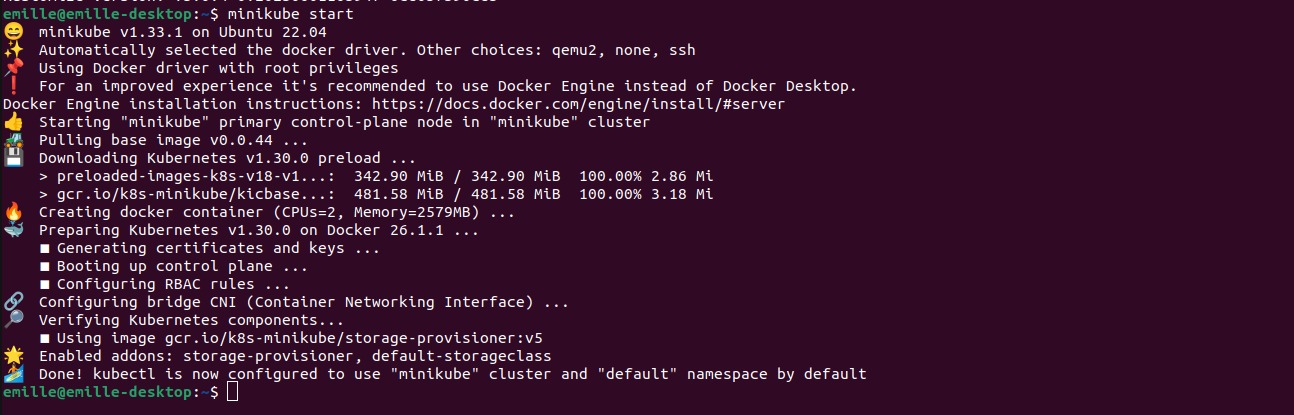 emille@emille-desktop:~$ minikube start
😄 minikube v1.33.1 on Ubuntu 22.04
✨ Automatically selected the docker driver. Other choices: qemu2, none, ssh
📌 Using Docker driver with root privileges
❗ For an improved experience it's recommended to use Docker Engine instead of Docker Desktop.
Docker Engine installation instructions: https://docs.docker.com/engine/install/#server
👍 Starting "minikube" primary control-plane node in "minikube" cluster
🚜 Pulling base image v0.0.44 ...
💾 Downloading Kubernetes v1.30.0 preload ...
> preloaded-images-k8s-v18-v1...: 342.90 MiB / 342.90 MiB 100.00% 2.86 Mi
> gcr.io/k8s-minikube/kicbase...: 481.58 MiB / 481.58 MiB 100.00% 3.18 Mi
🔥 Creating docker container (CPUs=2, Memory=2579MB) ...
🐳 Preparing Kubernetes v1.30.0 on Docker 26.1.1 ...
■ Generating certificates and keys ...
■ Booting up control plane ...
■ Configuring RBAC rules ...
🔗 Configuring bridge CNI (Container Networking Interface) ...
🔎 Verifying Kubernetes components...
■ Using image gcr.io/k8s-minikube/storage-provisioner:v5
🌟 Enabled addons: storage-provisioner, default-storageclass
🏄 Done! kubectl is now configured to use "minikube" cluster and "default" namespace by default
emille@emille-desktop:~$